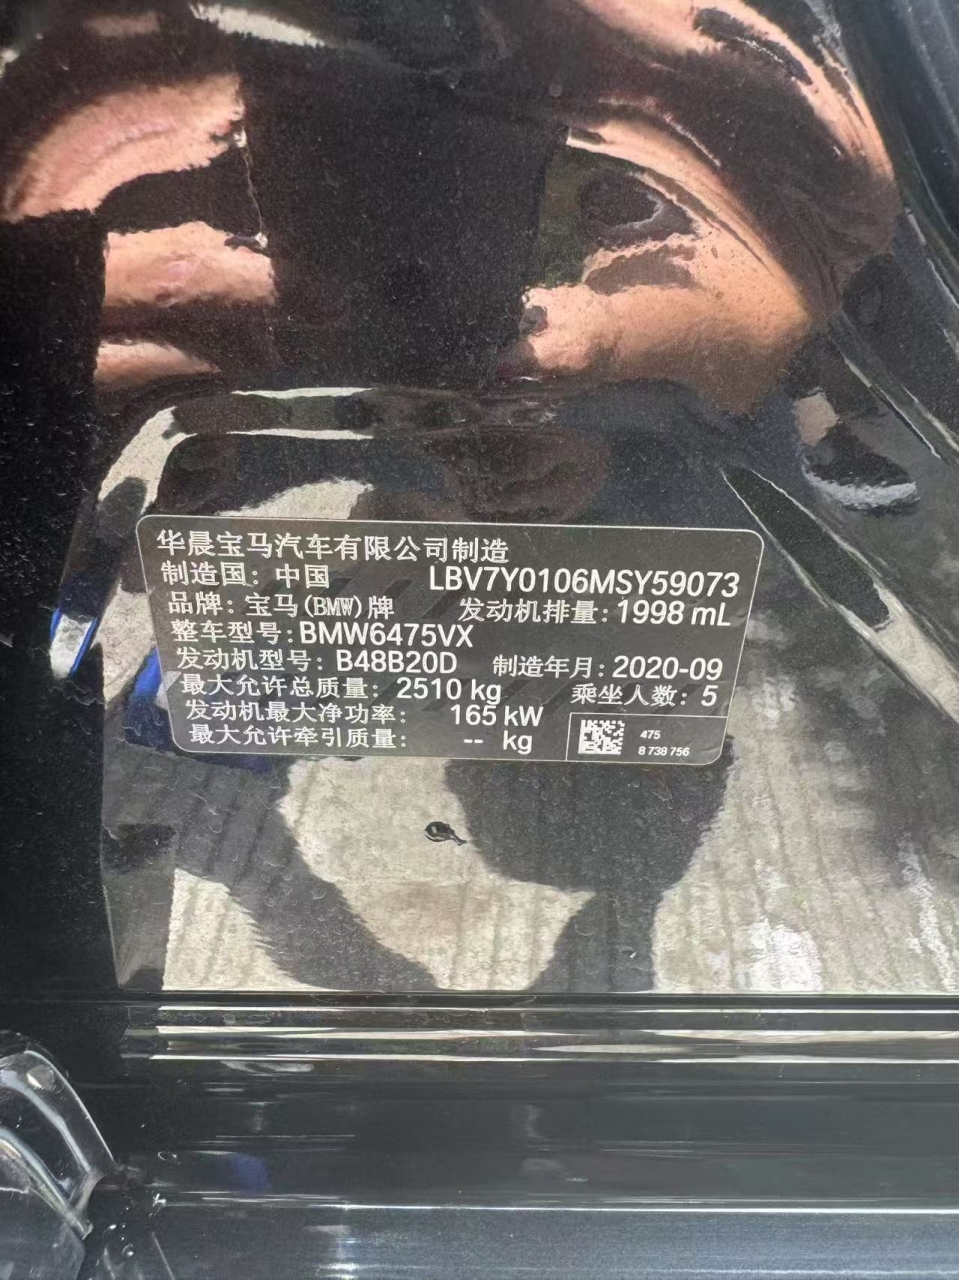 华晨宝马汽车有限公司制造
制造国：中国 LBV7Y0106MSY59073
品牌：宝马(BMW)牌 发动机排量：1998 mL
整车型号：BMW6475VX
发动机型号：B48B20D 制造年月：2020-09
最大允许总质量：2510 kg 乘坐人数：5
发动机最大净功率：165 kW
最大允许牵引质量：-- kg
475
8 738 756